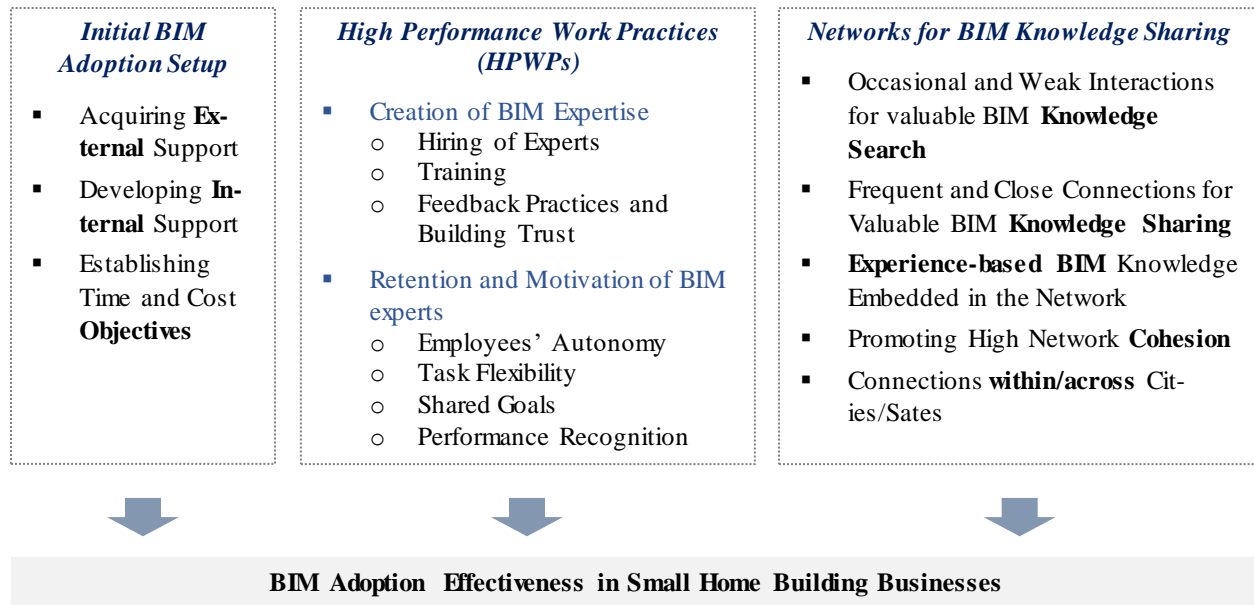 Initial BIM
Adoption Setup
▪ Acquiring Ex-
ternal Support
▪ Developing In-
ternal Support
▪ Establishing
Time and Cost
Objectives
High Performance Work Practices
(HPWPs)
▪ Creation of BIM Expertise
o Hiring of Experts
o Training
o Feedback Practices and
Building Trust
▪ Retention and Motivation of BIM
experts
o Employees’ Autonomy
o Task Flexibility
o Shared Goals
o Performance Recognition
Networks for BIM Knowledge Sharing
▪ Occasional and Weak Interactions
for valuable BIM Knowledge
Search
▪ Frequent and Close Connections for
Valuable BIM Knowledge Sharing
▪ Experience-based BIM Knowledge
Embedded in the Network
▪ Promoting High Network Cohesion
▪ Connections within/across Cit-
ies/Sates
BIM Adoption Effectiveness in Small Home Building Businesses